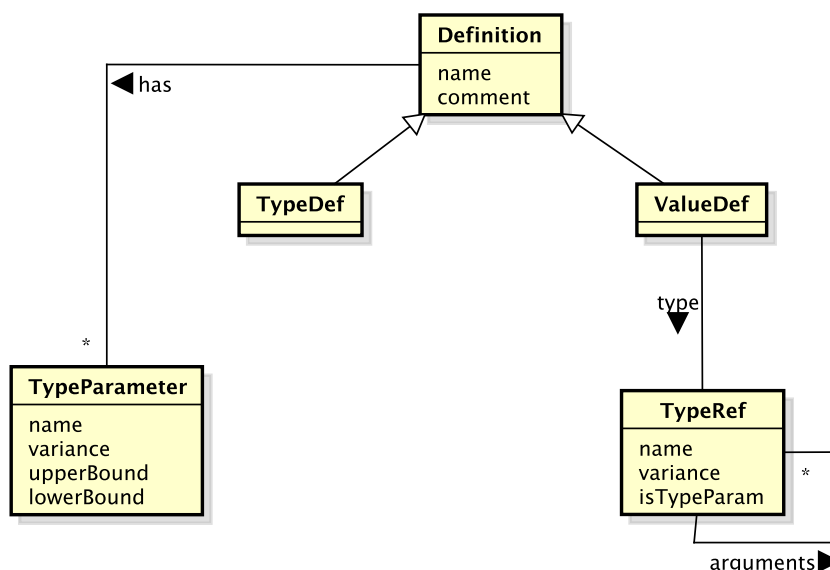 Definition
name
comment
has
TypeDef
ValueDef
type
*
TypeParameter
name
variance
upperBound
lowerBound
TypeRef
name
variance
isTypeParam
*
arguments